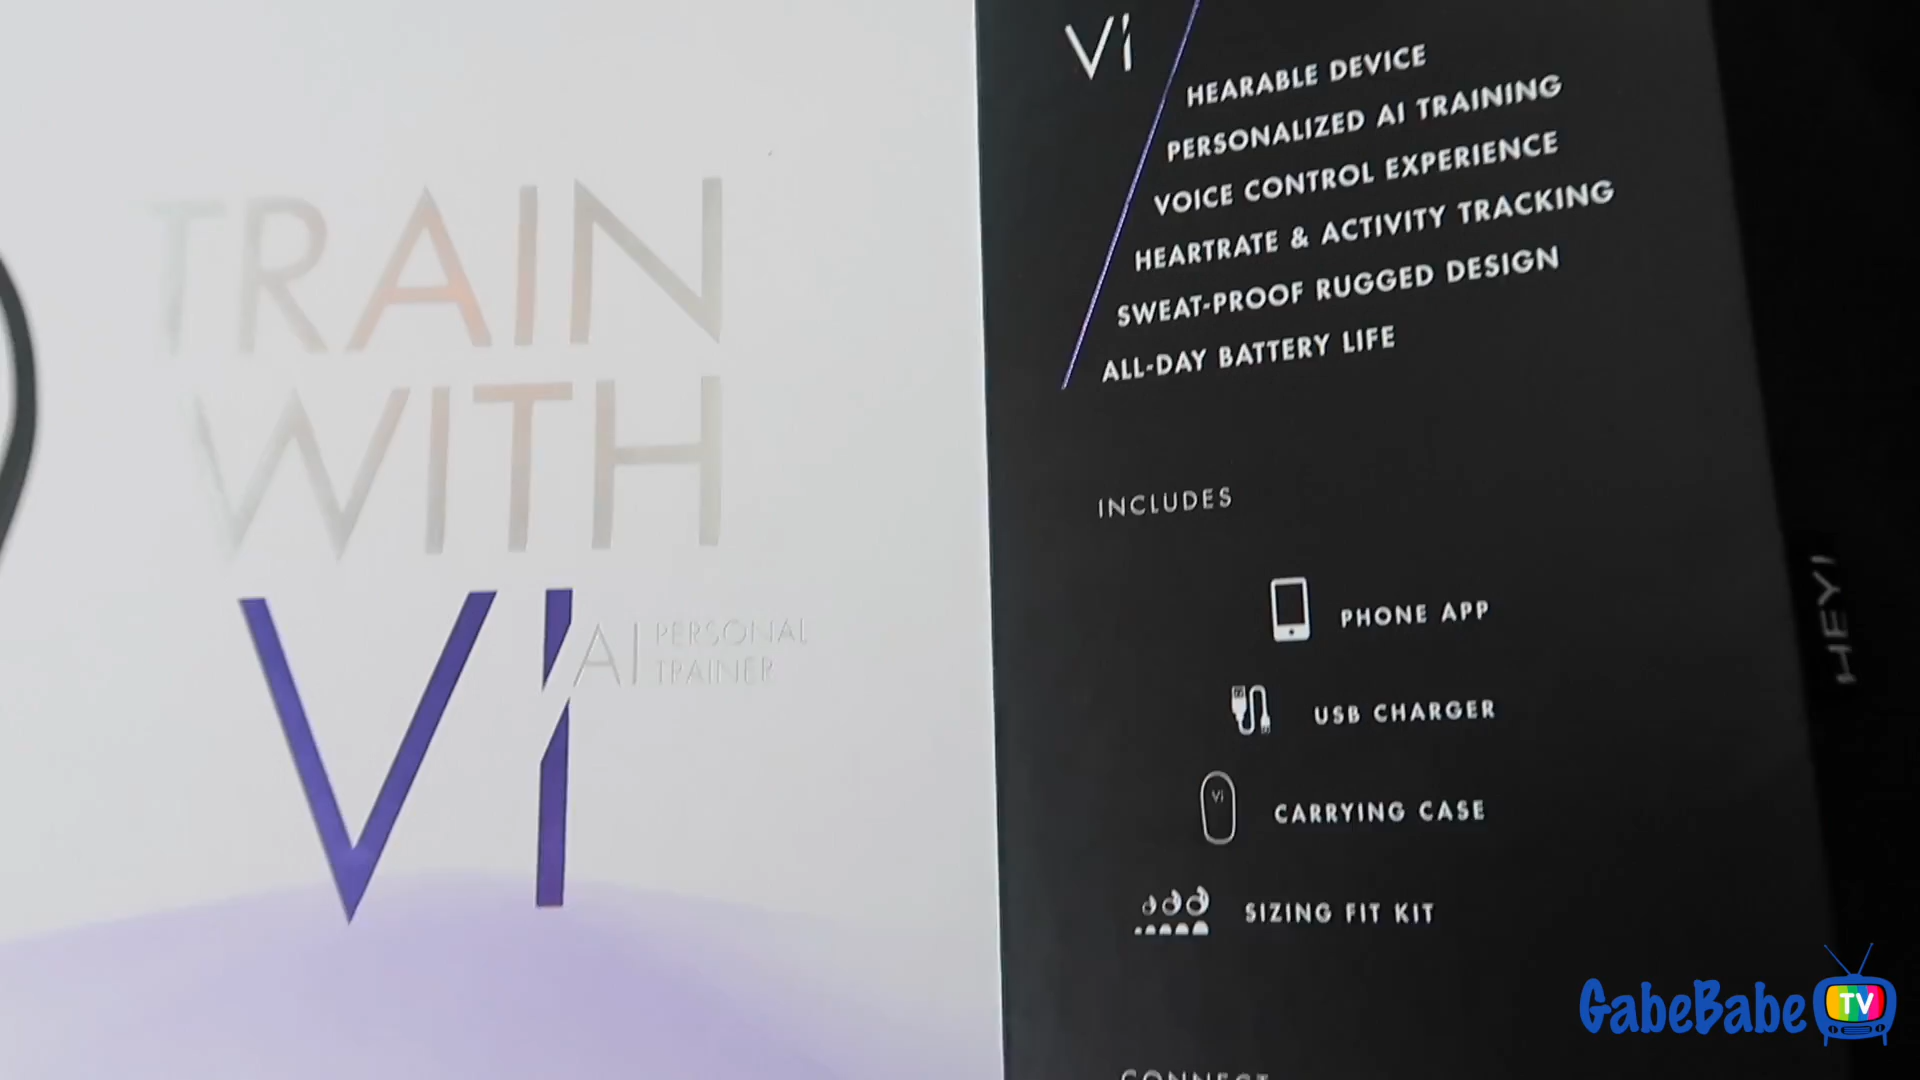 TRAIN
WITH
Vi
AI PERSONAL
TRAINER
Vi
HEARABLE DEVICE
PERSONALIZED AI TRAINING
VOICE CONTROL EXPERIENCE
HEARTRATE & ACTIVITY TRACKING
SWEAT-PROOF RUGGED DESIGN
ALL-DAY BATTERY LIFE
INCLUDES
PHONE APP
USB CHARGER
Vi
CARRYING CASE
SIZING FIT KIT
CONNECT
HEY!
GabeBabe TV